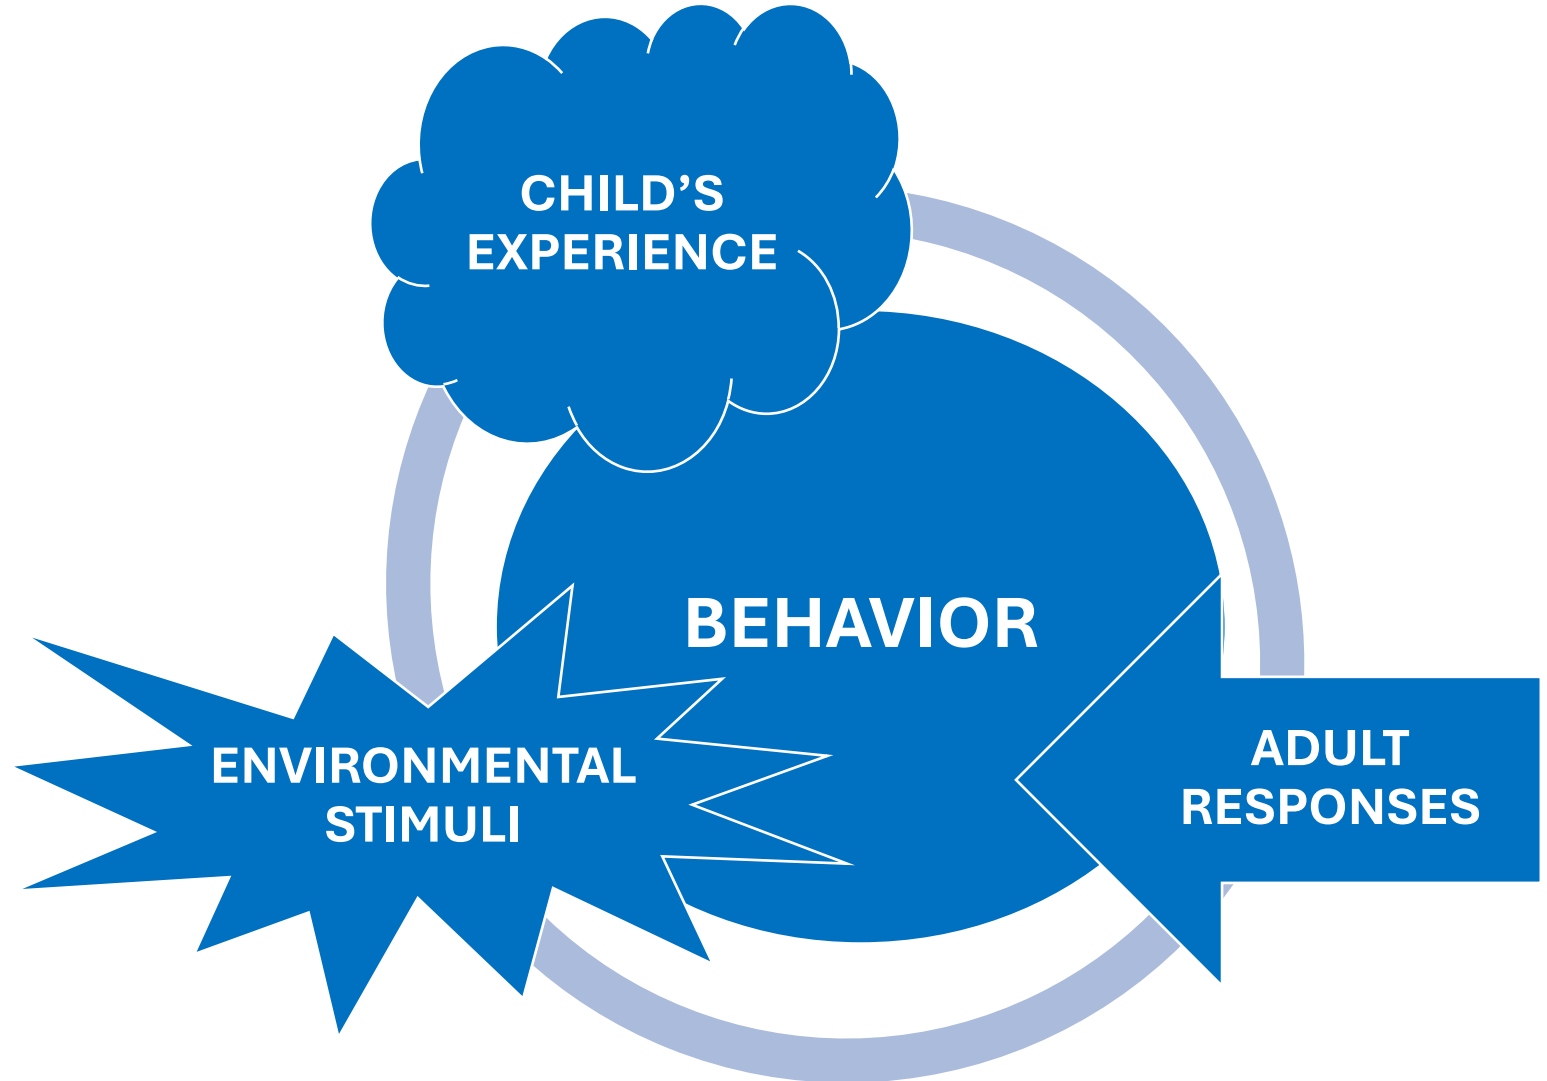 CHILD’S
EXPERIENCE
BEHAVIOR
ENVIRONMENTAL
STIMULI
ADULT
RESPONSES